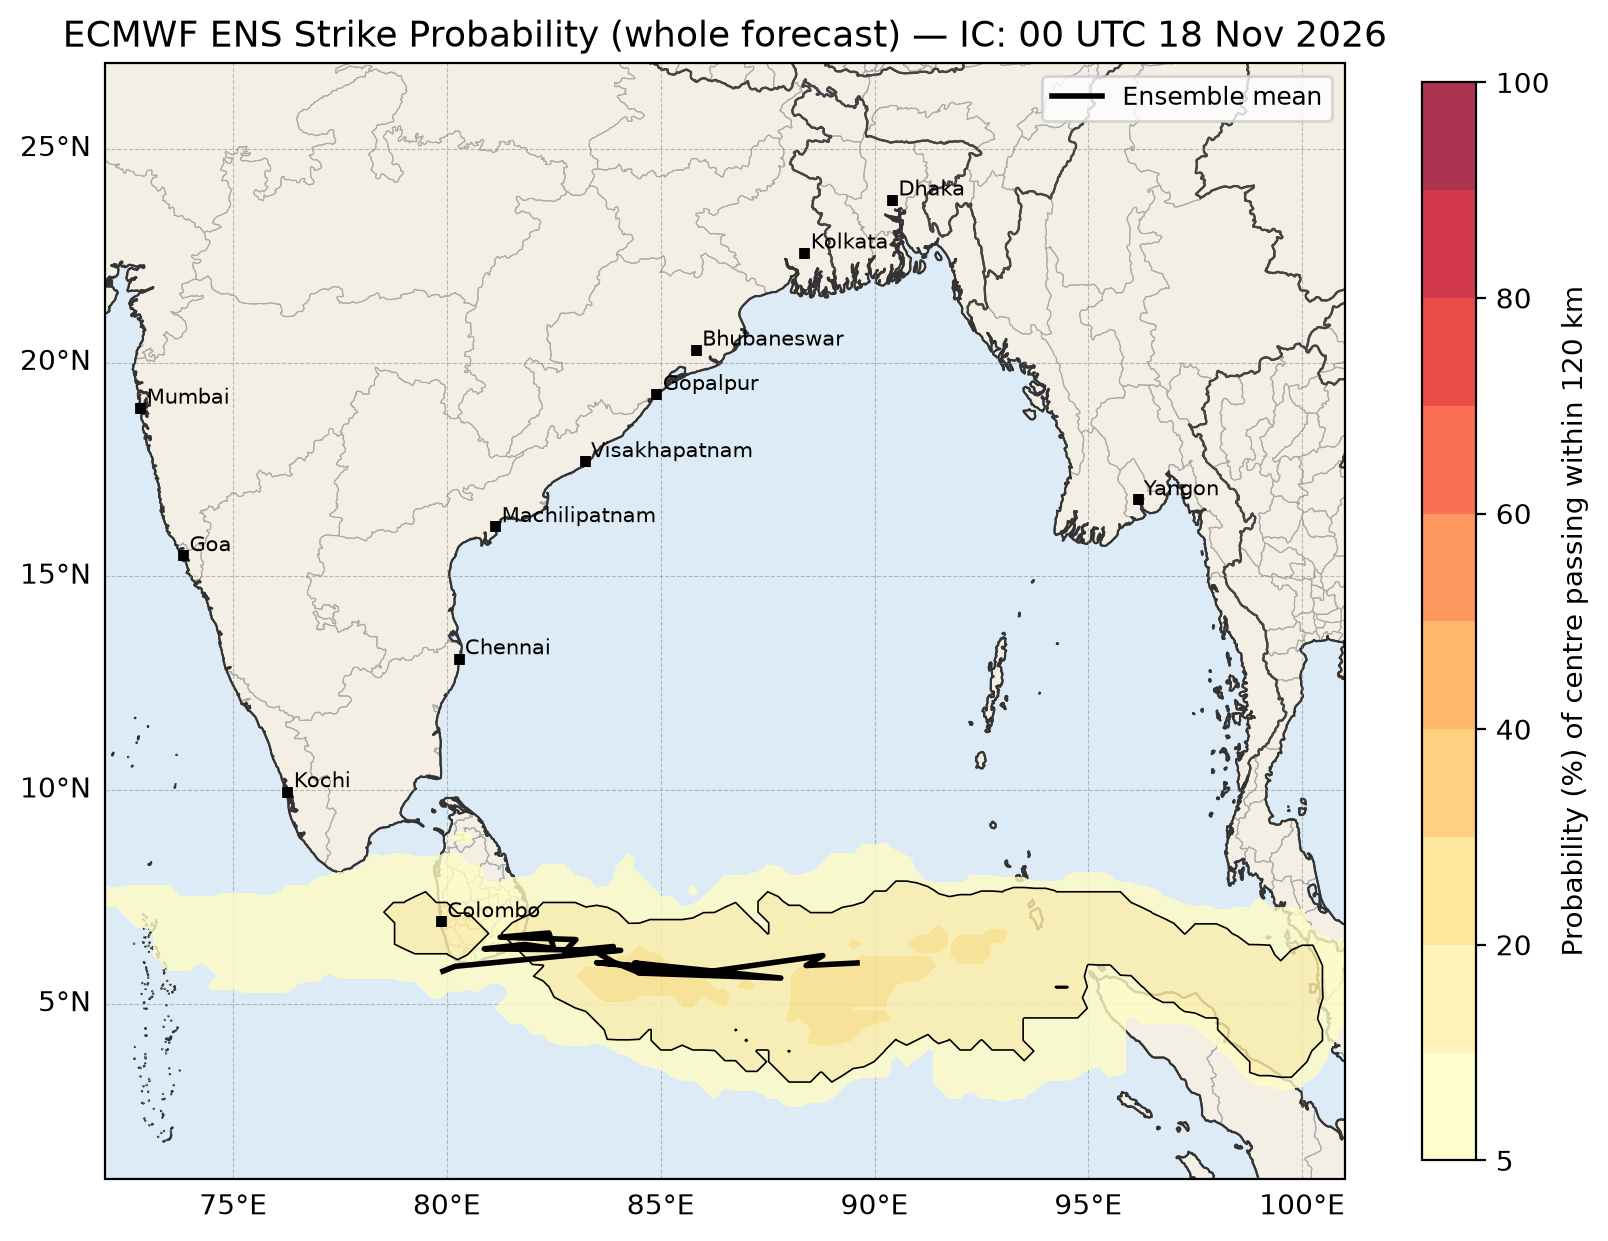 ECMWF ENS Strike Probability (whole forecast) — IC: 00 UTC 18 Nov 2026
Ensemble mean
25°N
20°N
15°N
10°N
5°N
75°E
80°E
85°E
90°E
95°E
100°E
Dhaka
Kolkata
Bhubaneswar
Gopalpur
Mumbai
Visakhapatnam
Yangon
Machilipatnam
Goa
Chennai
Kochi
Colombo
100
80
60
40
20
5
Probability (%) of centre passing within 120 km